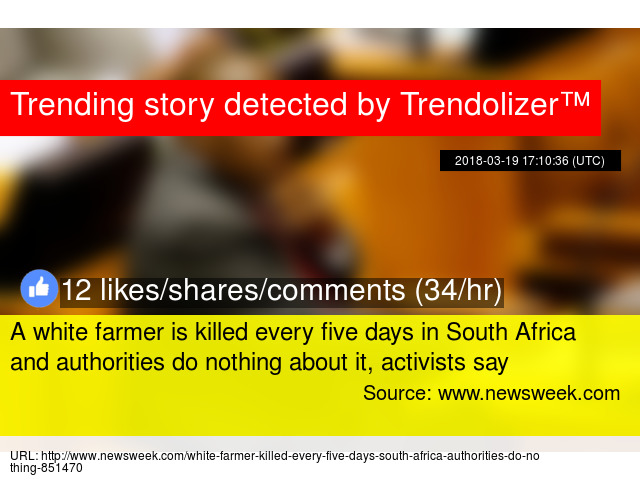 Trending story detected by Trendolizer™
2018-03-19 17:10:36 (UTC)
12 likes/shares/comments (34/hr)
A white farmer is killed every five days in South Africa
and authorities do nothing about it, activists say
Source: www.newsweek.com
URL: http://www.newsweek.com/white-farmer-killed-every-five-days-south-africa-authorities-do-no
thing-851470